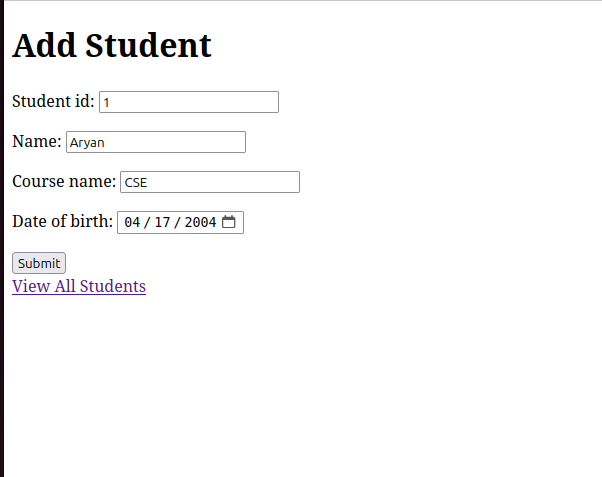 Add Student
Student id: 1
Name: Aryan
Course name: CSE
Date of birth: 04 / 17 / 2004
Submit
View All Students